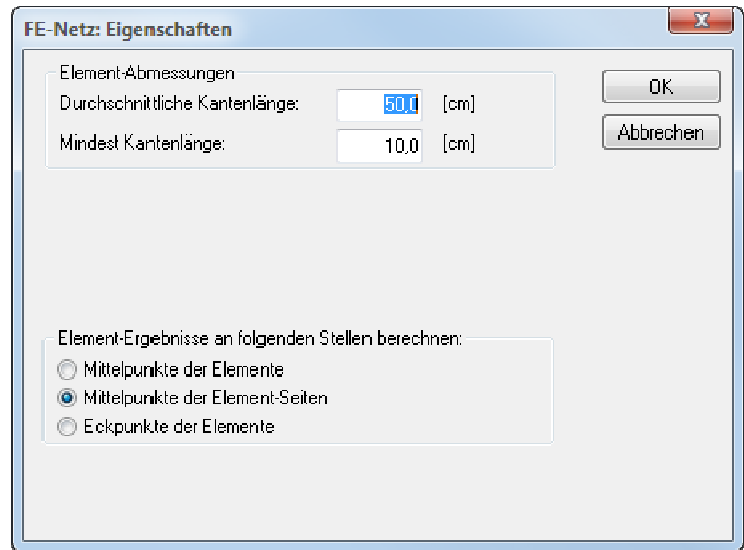 FE-Netz: Eigenschaften
Element-Abmessungen
Durchschnittliche Kantenlänge: 50,0 [cm]
Mindest Kantenlänge: 10,0 [cm]
OK
Abbrechen
Element-Ergebnisse an folgenden Stellen berechnen:
Mittelpunkte der Elemente
Mittelpunkte der Element-Seiten
Eckpunkte der Elemente